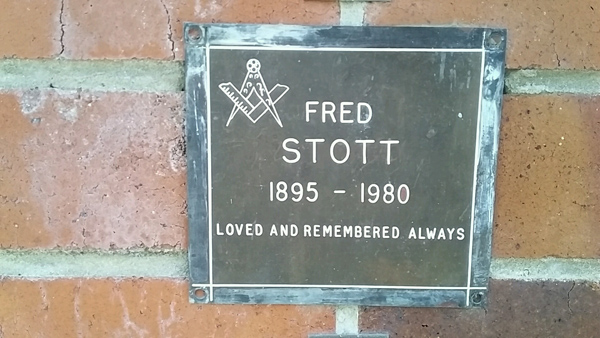 FRED
STOTT
1895 - 1980
LOVED AND REMEMBERED ALWAYS